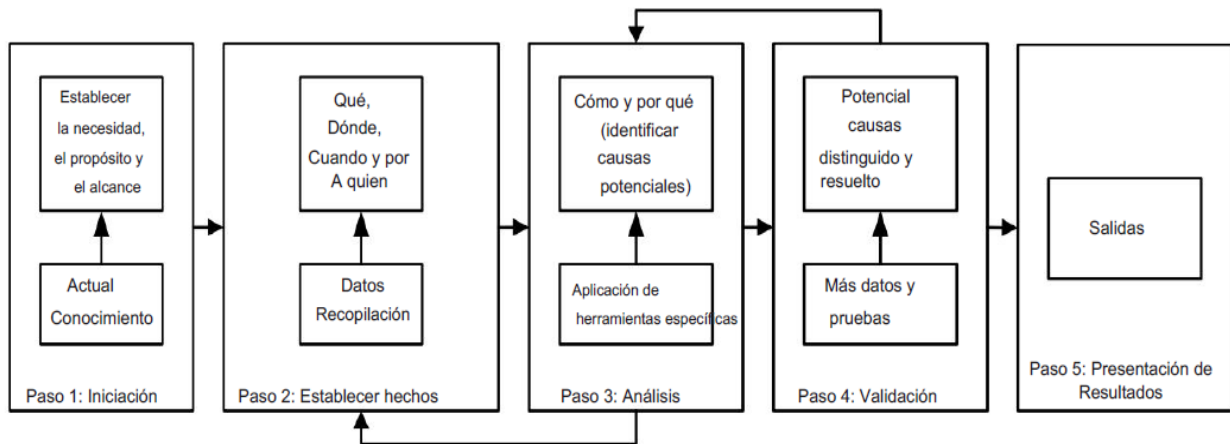 Establecer
la necesidad,
el propósito y
el alcance
Actual
Conocimiento
Paso 1: Iniciación
Qué,
Dónde,
Cuando y por
A quien
Datos
Recopilación
Paso 2: Establecer hechos
Cómo y por qué
(identificar
causas
potenciales)
Aplicación de
herramientas específicas
Paso 3: Análisis
Potencial
causas
distinguido y
resuelto
Más datos y
pruebas
Paso 4: Validación
Salidas
Paso 5: Presentación de
Resultados